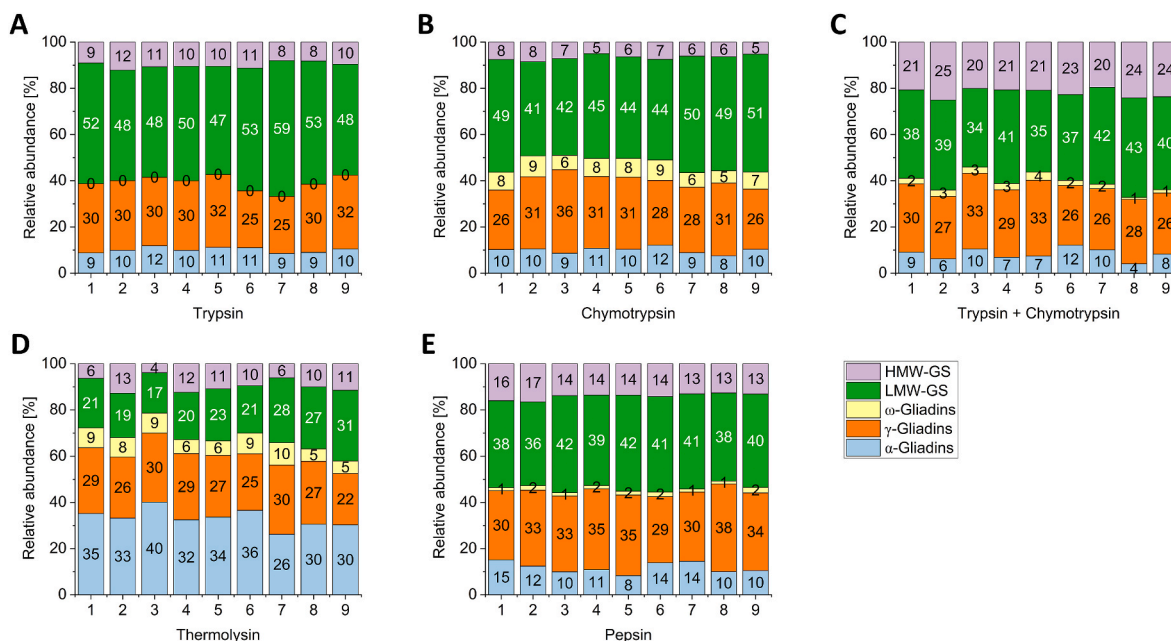 A
B
C
100
9 12 11 10 10 11 8 8 10
80
52 48 48 50 47 53 59 53 48
60
40
0 0 0 0 0 0 0 0 0
30 30 30 30 32 25 25 30 32
20
9 10 12 10 11 11 9 9 10
0
1 2 3 4 5 6 7 8 9
Relative abundance [%]
Trypsin
100
8 8 7 5 6 7 6 6 5
80
49 41 42 45 44 44 50 49 51
60
8 9 6 8 8 9 6 5 7
40
26 31 36 31 31 28 28 31 26
20
10 10 9 11 10 12 9 8 10
0
1 2 3 4 5 6 7 8 9
Relative abundance [%]
Chymotrypsin
100
21 25 20 21 21 23 20 24 24
80
38 39 34 41 35 37 42 43 40
60
40
2 3 3 3 4 2 2 1 1
30 27 33 29 33 26 26 28 26
20
9 6 10 7 7 12 10 4 8
0
1 2 3 4 5 6 7 8 9
Relative abundance [%]
Trypsin + Chymotrypsin
D
E
100
6 13 4 12 11 10 6 10 11
80
21 19 17 20 23 21 28 27 31
60
9 8 9 6 6 9 10 5 5
40
29 26 30 29 27 25 30 27 22
20
35 33 40 32 34 36 26 30 30
0
1 2 3 4 5 6 7 8 9
Relative abundance [%]
Thermolysin
100
16 17 14 14 14 14 13 13 13
80
38 36 42 39 42 41 41 38 40
60
1 2 1 2 2 2 1 1 2
40
30 33 33 35 35 29 30 38 34
20
15 12 10 11 8 14 14 10 10
0
1 2 3 4 5 6 7 8 9
Relative abundance [%]
Pepsin
HMW-GS
LMW-GS
ω-Gliadins
γ-Gliadins
α-Gliadins